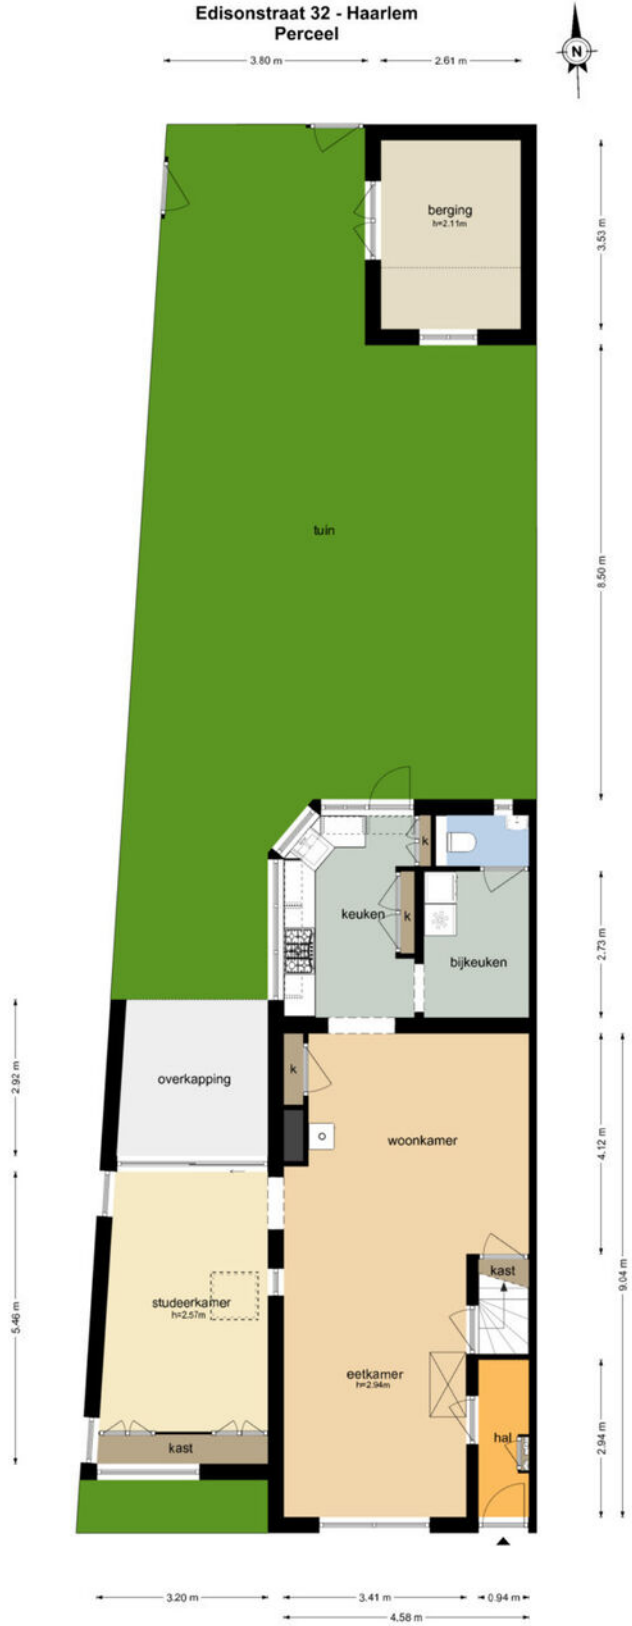 Edisonstraat 32 - Haarlem
Perceel
N
3.80 m
2.61 m
berging
h=2.11m
3.53 m
tuin
8.50 m
k
keuken
k
bijkeuken
2.73 m
overkapping
2.92 m
k
woonkamer
4.12 m
9.04 m
kast
studeerkamer
h=2.57m
5.46 m
eetkamer
h=2.94m
hal
2.94 m
kast
3.20 m
3.41 m
0.94 m
4.58 m